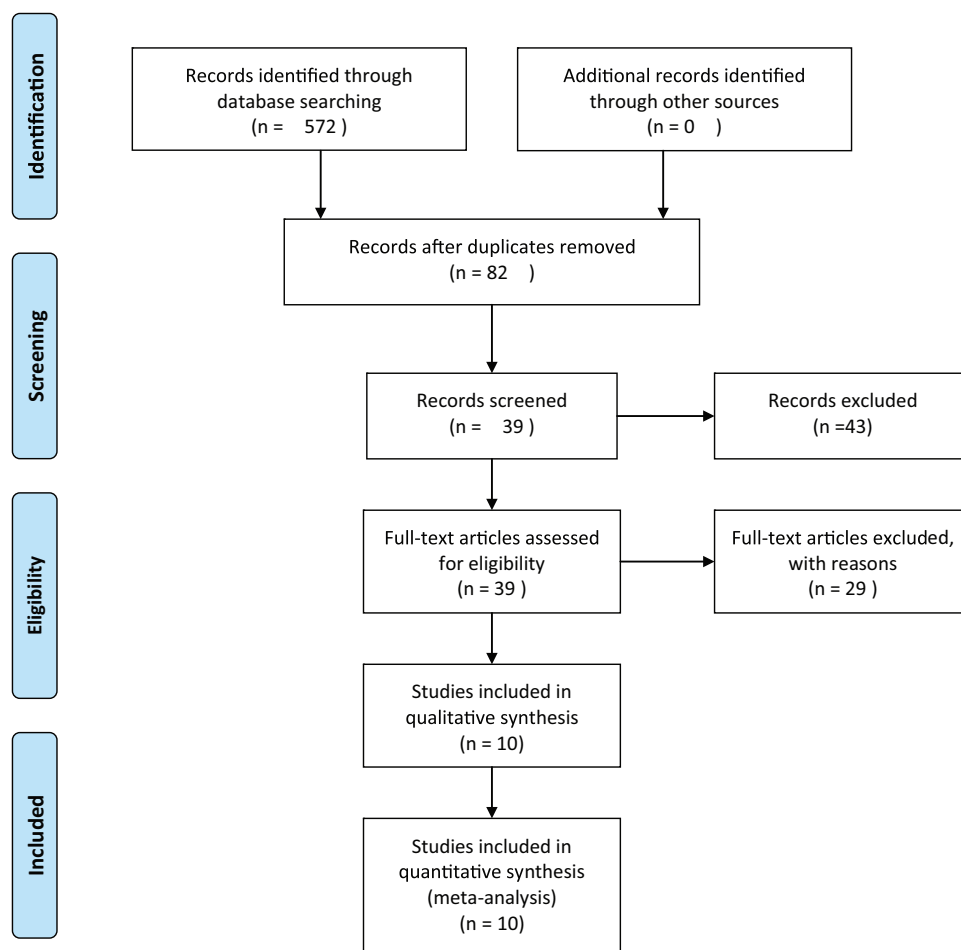 Identification
Records identified through
database searching
(n = 572 )
Additional records identified
through other sources
(n = 0 )
Records after duplicates removed
(n = 82 )
Screening
Records screened
(n = 39 )
Records excluded
(n =43)
Eligibility
Full-text articles assessed
for eligibility
(n = 39 )
Full-text articles excluded,
with reasons
(n = 29 )
Studies included in
qualitative synthesis
(n = 10)
Included
Studies included in
quantitative synthesis
(meta-analysis)
(n = 10)